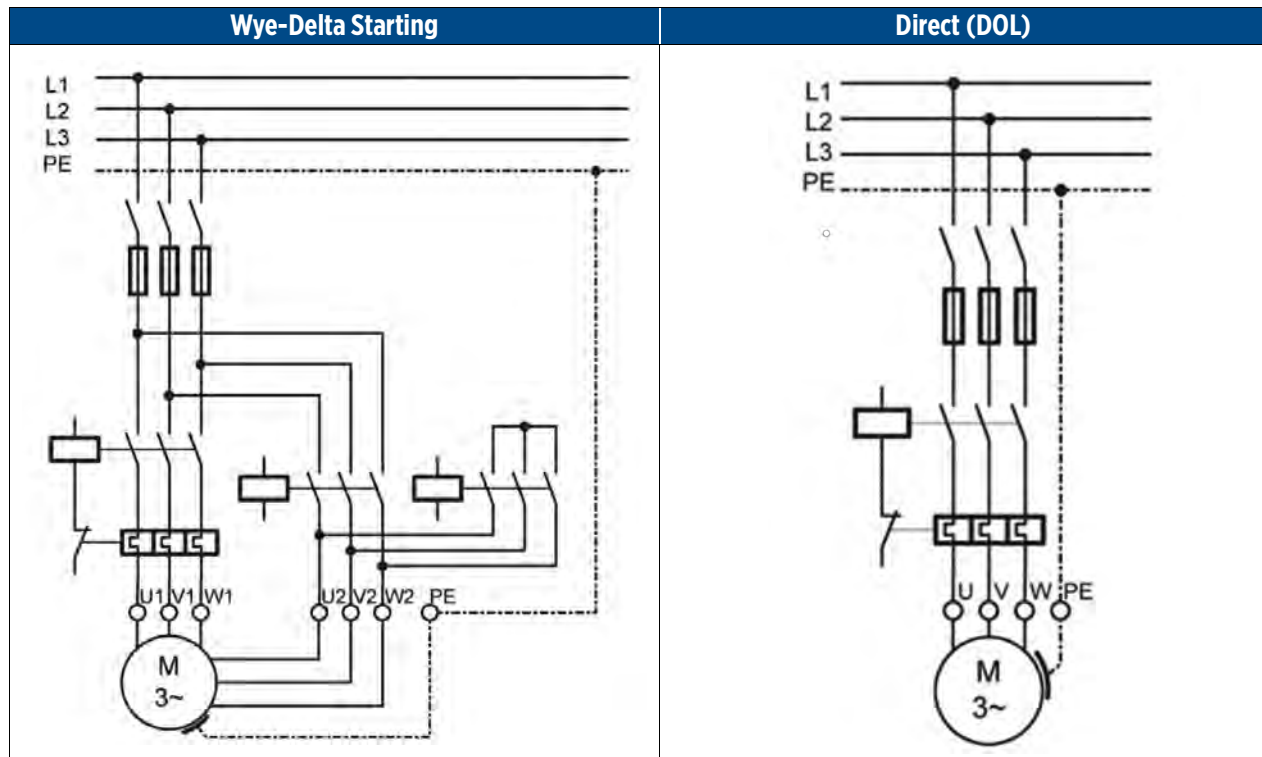 Wye-Delta Starting
Direct (DOL)
L1
L2
L3
PE
U1 V1 W1
U2 V2 W2 PE
M
3~
L1
L2
L3
PE
U V W PE
M
3~